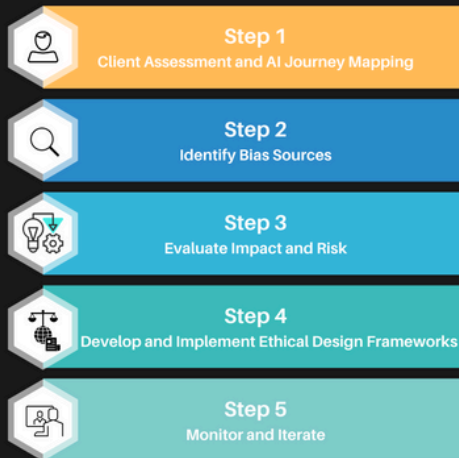 Step 1
Client Assessment and AI Journey Mapping
Step 2
Identify Bias Sources
Step 3
Evaluate Impact and Risk
Step 4
Develop and Implement Ethical Design Frameworks
Step 5
Monitor and Iterate